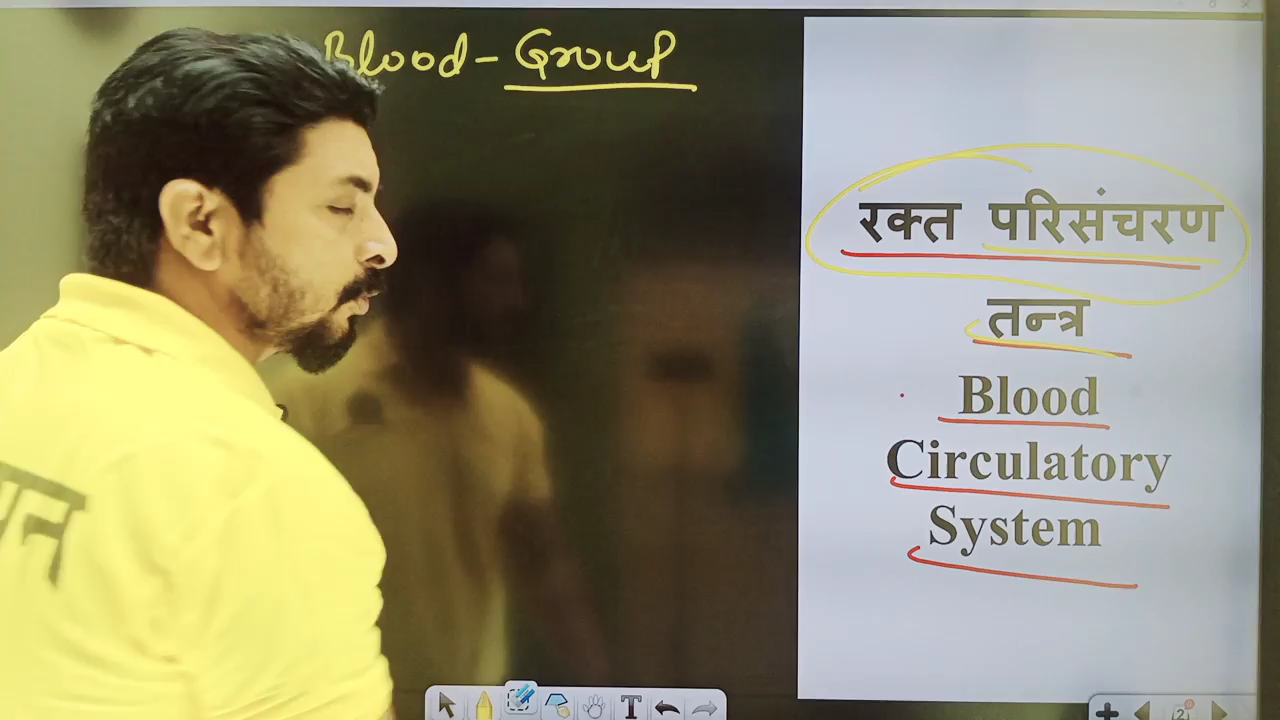 Blood - Group
रक्त परिसंचरण
तन्त्र
Blood
Circulatory
System